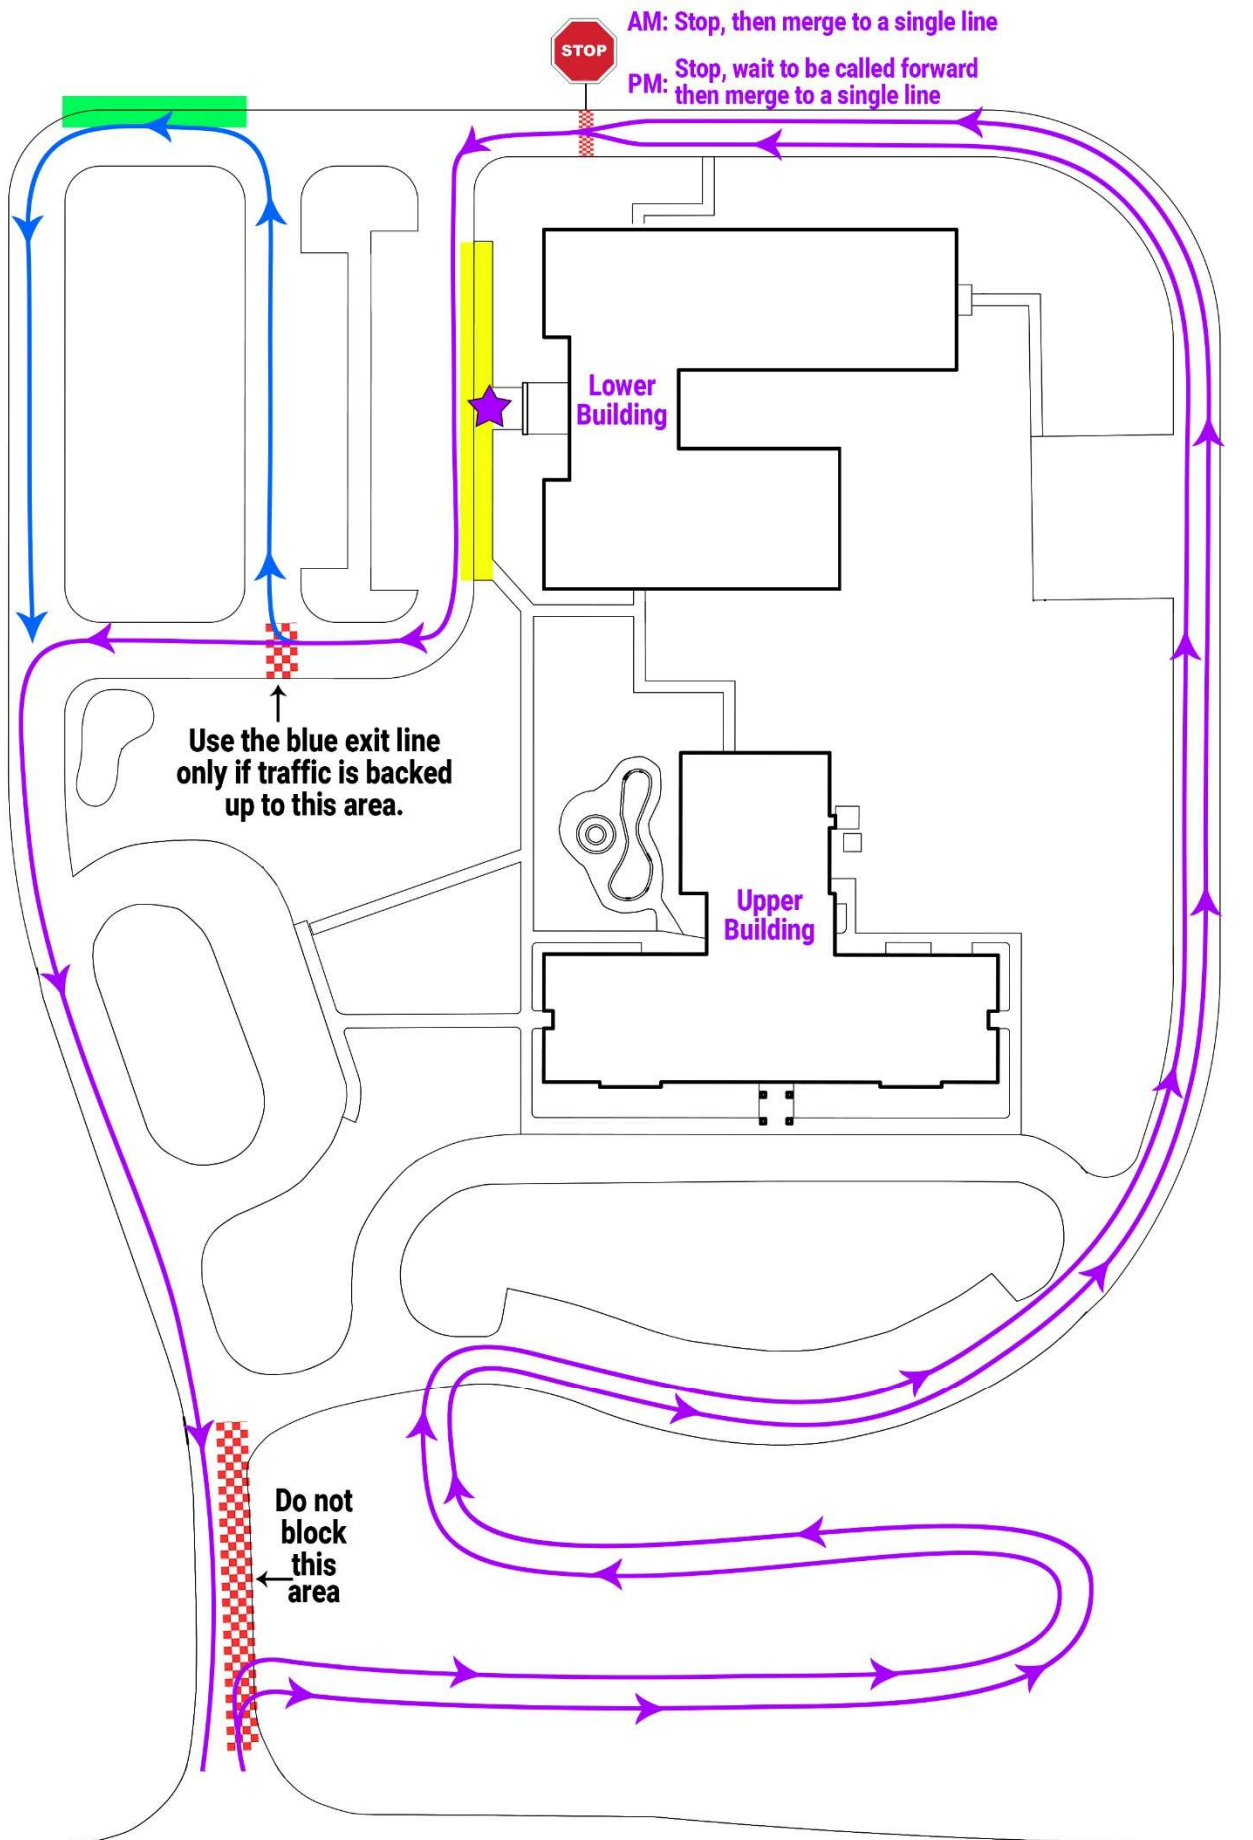 STOP
AM: Stop, then merge to a single line
PM: Stop, wait to be called forward
then merge to a single line
Lower
Building
Use the blue exit line
only if traffic is backed
up to this area.
Upper
Building
Do not
block
this
area